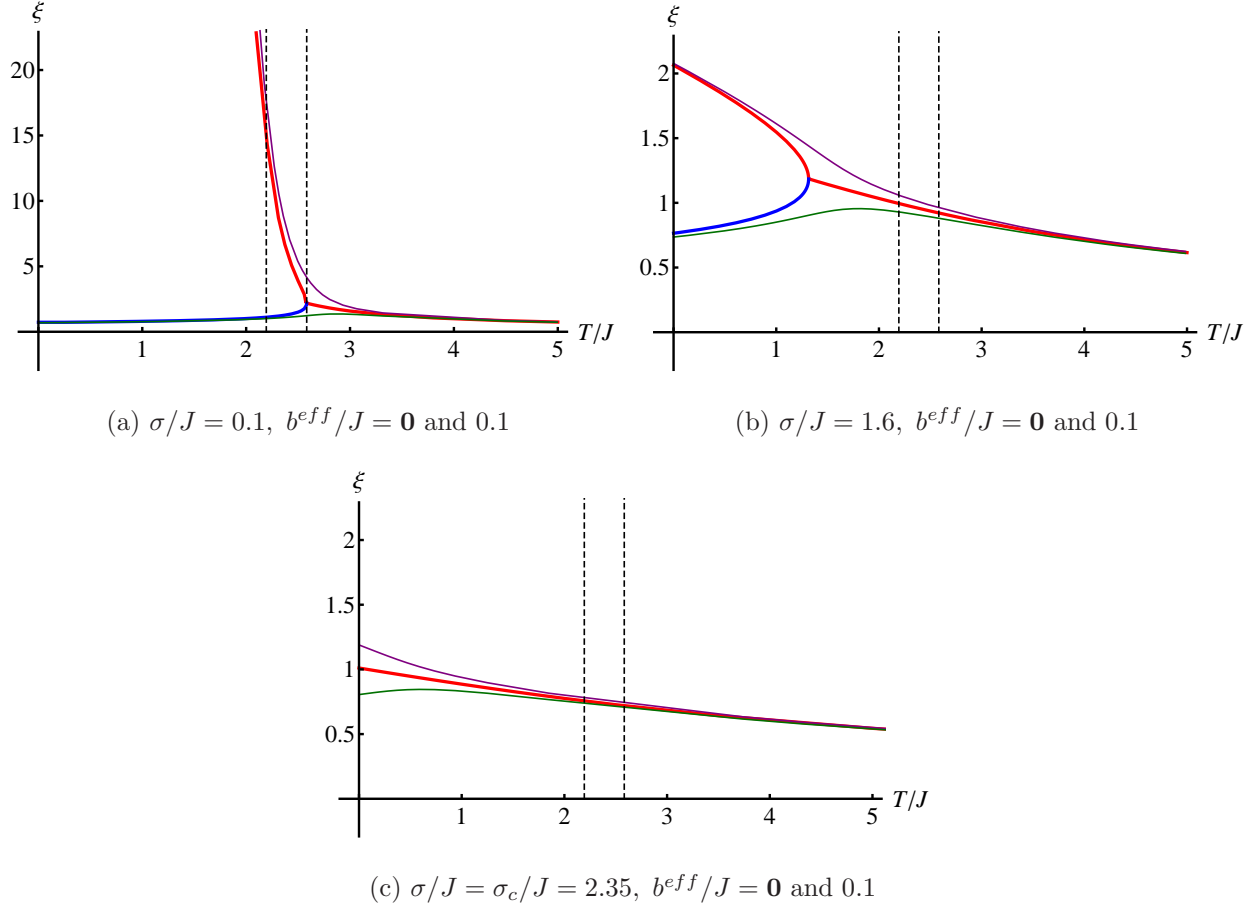 ξ
20
15
10
5
1 2 3 4 5
T/J
(a) σ/J = 0.1, b^{eff}/J = 𝟎 and 0.1
ξ
2
1.5
1
0.5
1 2 3 4 5
T/J
(b) σ/J = 1.6, b^{eff}/J = 𝟎 and 0.1
ξ
2
1.5
1
0.5
1 2 3 4 5
T/J
(c) σ/J = σ_c/J = 2.35, b^{eff}/J = 𝟎 and 0.1